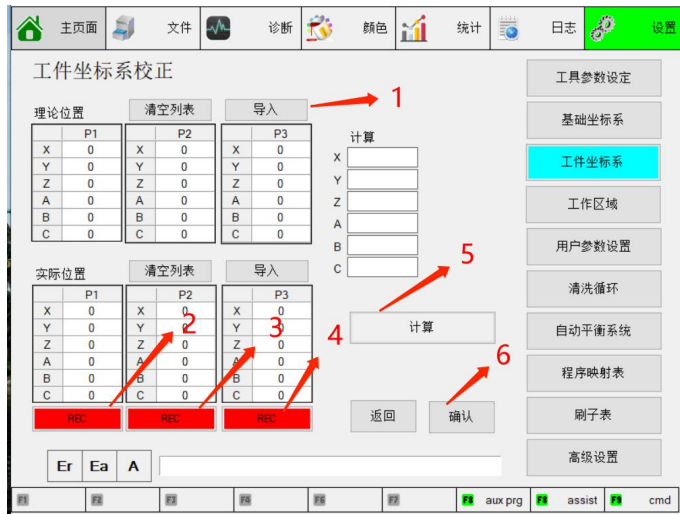 主页面 文件 诊断 颜色 统计 日志 设置
工件坐标系校正
工具参数设定
理论位置 清空列表 导入 1
基础坐标系
P1 P2 P3
计算
X 0 X 0 X 0
X
工件坐标系
Y 0 Y 0 Y 0
Y
Z 0 Z 0 Z 0
Z
A 0 A 0 A 0
工作区域
A
B 0 B 0 B 0
C 0 C 0 C 0
B
用户参数设置
5
C
实际位置 清空列表 导入
清洗循环
P1 P2 P3
X 0 X 0 X 0
2 3 4
计算
自动平衡系统
Y 0 Y 0 Y 0
Z 0 Z 0 Z 0
6
A 0 A 0 A 0
程序映射表
B 0 B 0 B 0
C 0 C 0 C 0
REC REC REC
返回 确认
刷子表
高级设置
Er Ea A
F1 F2 F3 F4 F7 aux prg assist F9 cmd